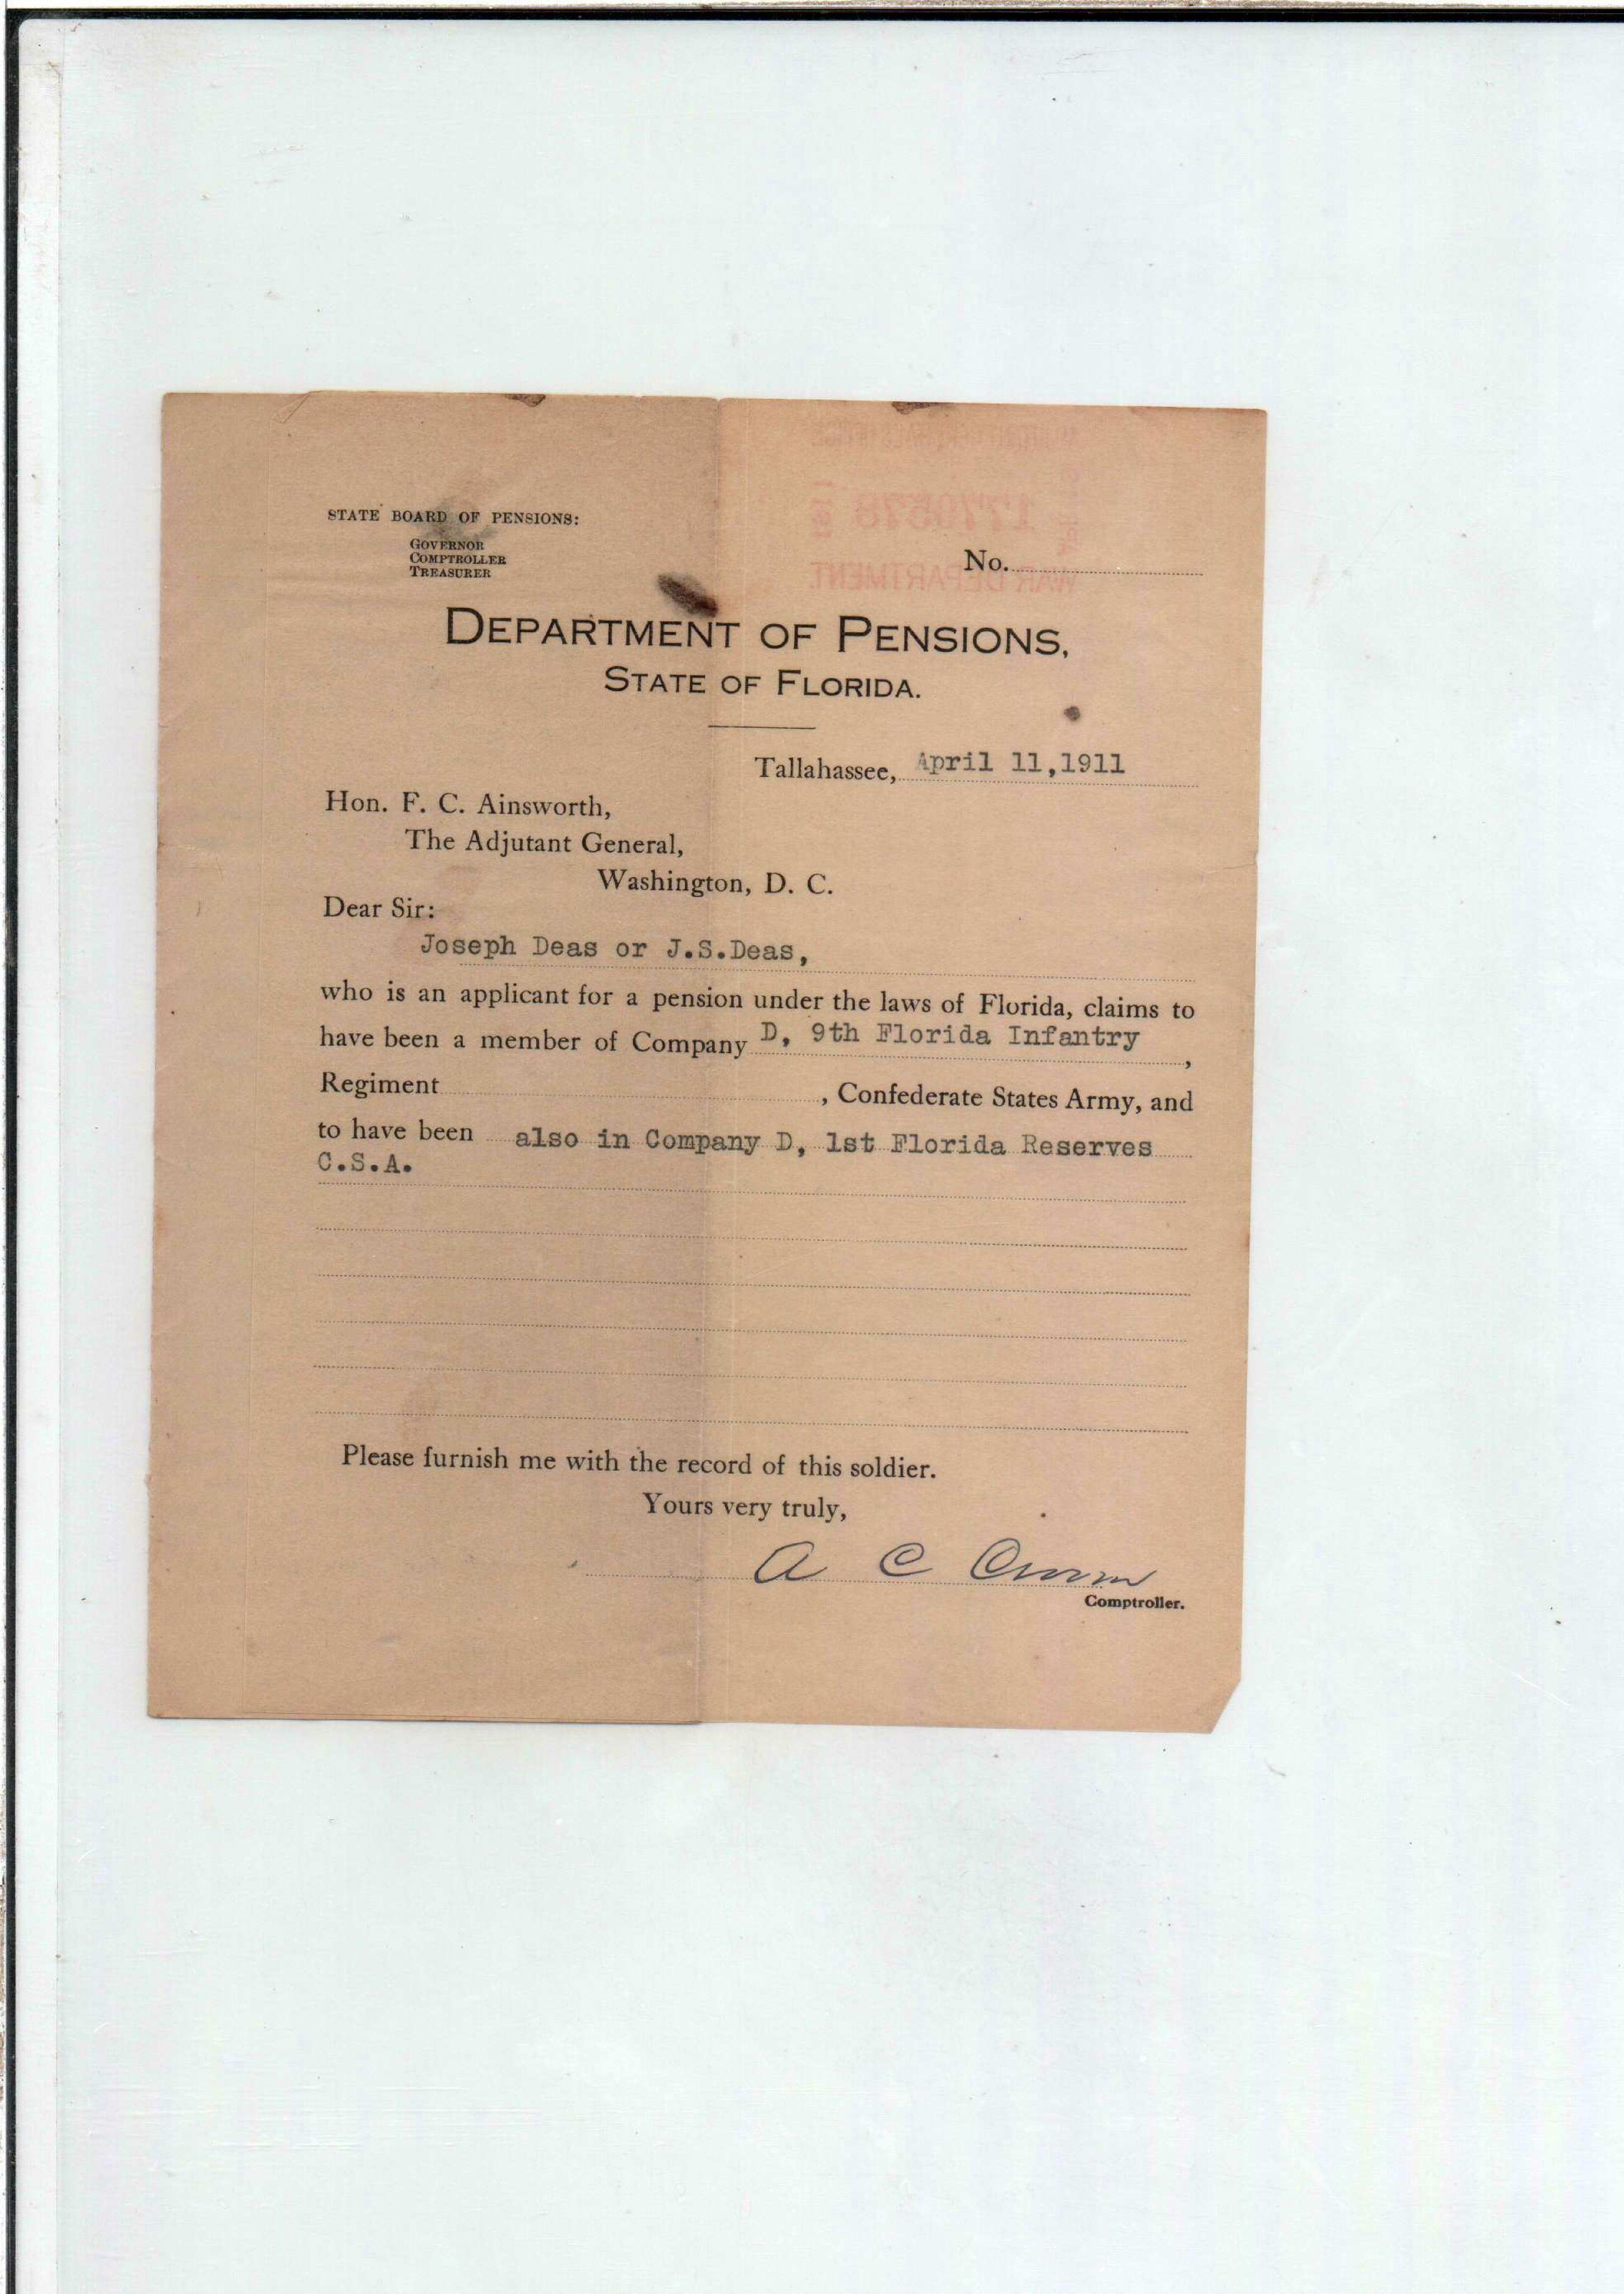 STATE BOARD OF PENSIONS:
GOVERNOR
COMPTROLLER
TREASURER
1770578
WAR DEPARTMENT.
No.
DEPARTMENT OF PENSIONS,
STATE OF FLORIDA.
Tallahassee, April 11,1911
Hon. F. C. Ainsworth,
The Adjutant General,
Washington, D. C.
Dear Sir:
Joseph Deas or J.S.Deas,
who is an applicant for a pension under the laws of Florida, claims to
have been a member of Company D, 9th Florida Infantry,
Regiment , Confederate States Army, and
to have been also in Company D, 1st Florida Reserves
C.S.A.
Please furnish me with the record of this soldier.
Yours very truly,
A C Croom
Comptroller.